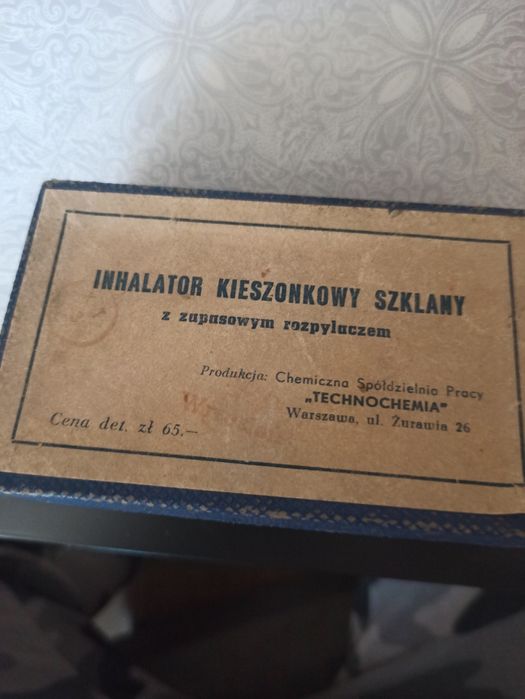 INHALATOR KIESZONKOWY SZKLANY
z zapasowym rozpylaczem
Produkcja: Chemiczna Spółdzielnia Pracy
„TECHNOCHEMIA"
Warszawa, ul. Żurawia 26
Cena det. zł 65.—